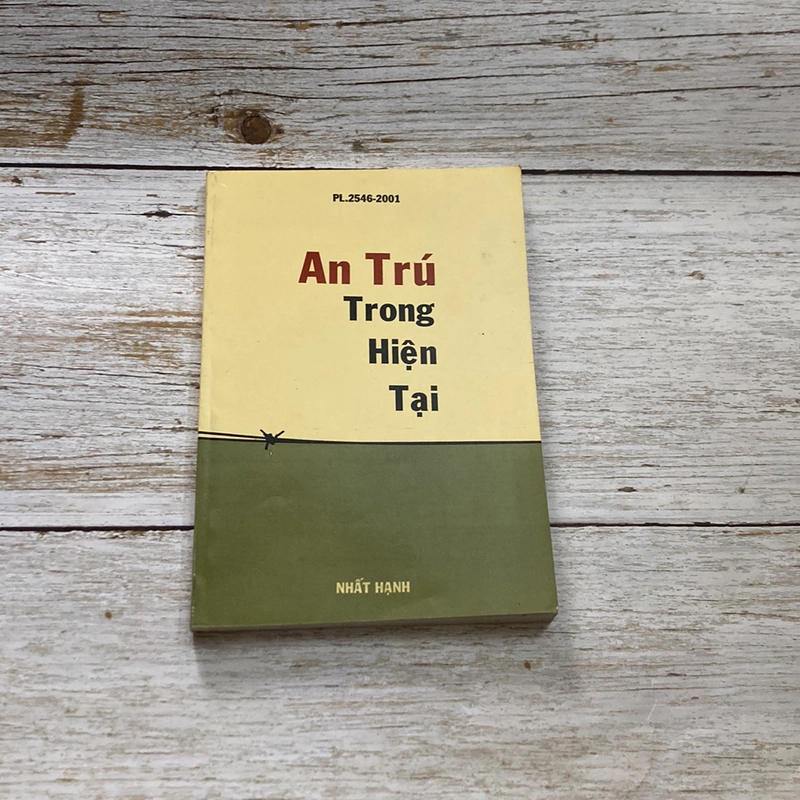 PL.2546-2001
An Trú
Trong
Hiện
Tại
NHẤT HẠNH